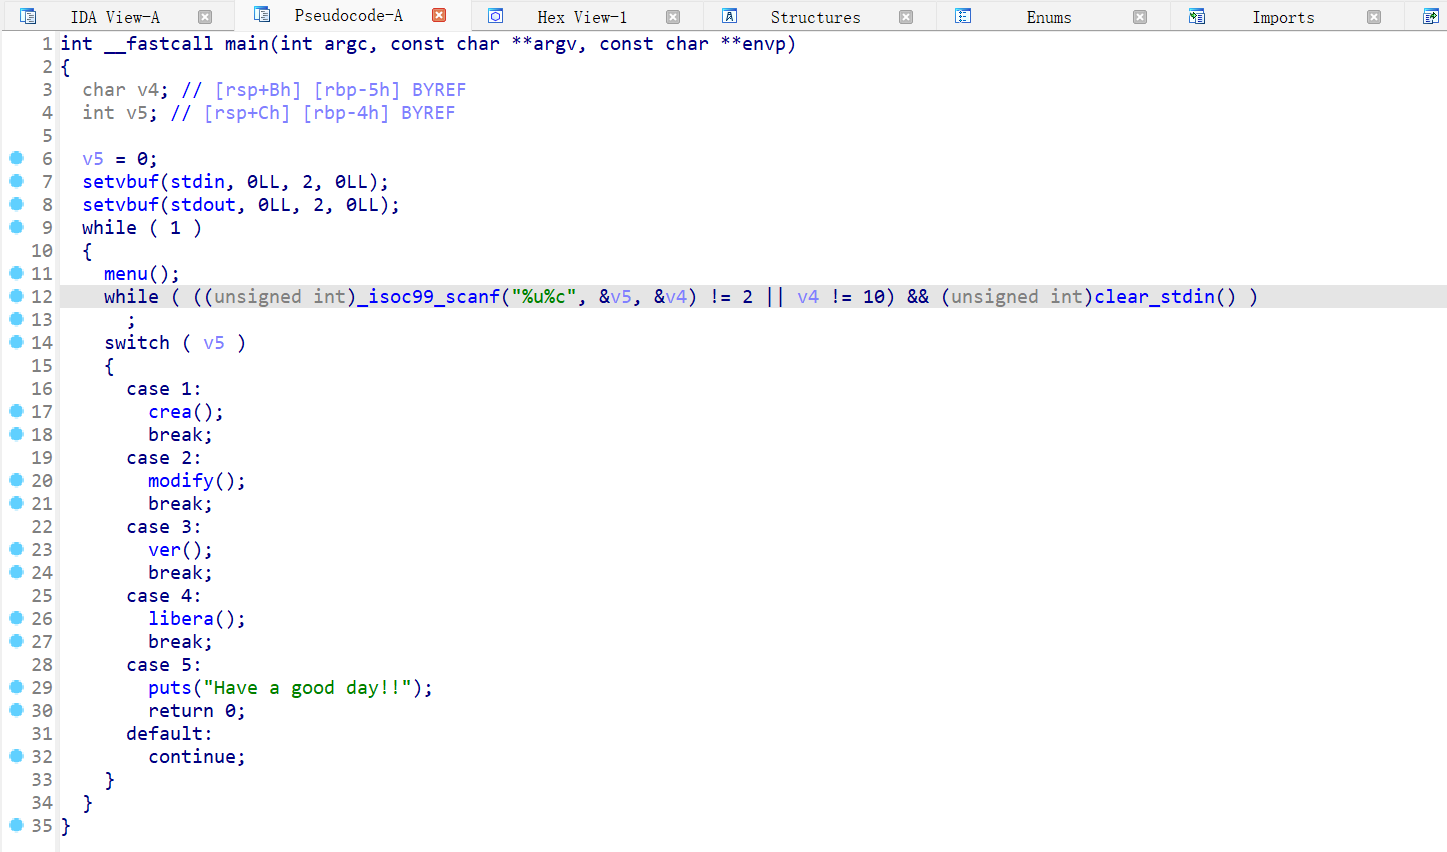 IDA View-A Pseudocode-A Hex View-1 Structures Enums Imports
1 int __fastcall main(int argc, const char **argv, const char **envp)
2 {
3   char v4; // [rsp+Bh] [rbp-5h] BYREF
4   int v5; // [rsp+Ch] [rbp-4h] BYREF
5
6   v5 = 0;
7   setvbuf(stdin, 0LL, 2, 0LL);
8   setvbuf(stdout, 0LL, 2, 0LL);
9   while ( 1 )
10   {
11     menu();
12     while ( ((unsigned int)_isoc99_scanf("%u%c", &v5, &v4) != 2 || v4 != 10) && (unsigned int)clear_stdin() )
13       ;
14     switch ( v5 )
15     {
16       case 1:
17         crea();
18         break;
19       case 2:
20         modify();
21         break;
22       case 3:
23         ver();
24         break;
25       case 4:
26         libera();
27         break;
28       case 5:
29         puts("Have a good day!!");
30         return 0;
31       default:
32         continue;
33     }
34   }
35 }